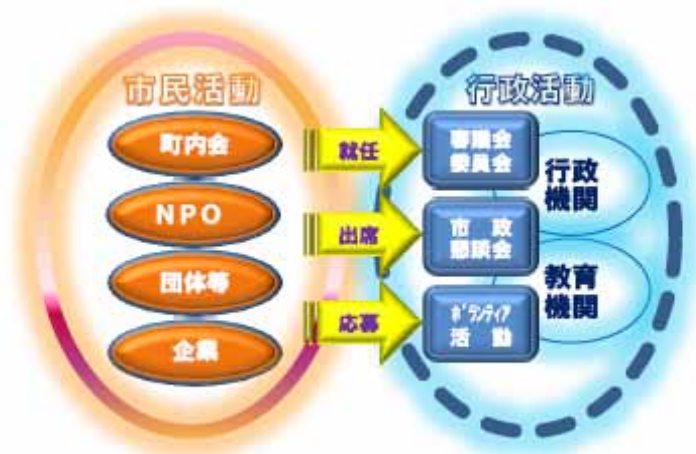 市民活動
町内会
NPO
団体等
企業
就任
出席
応募
行政活動
審議会
委員会
市政
懇談会
ボランティア
活動
行政
機関
教育
機関